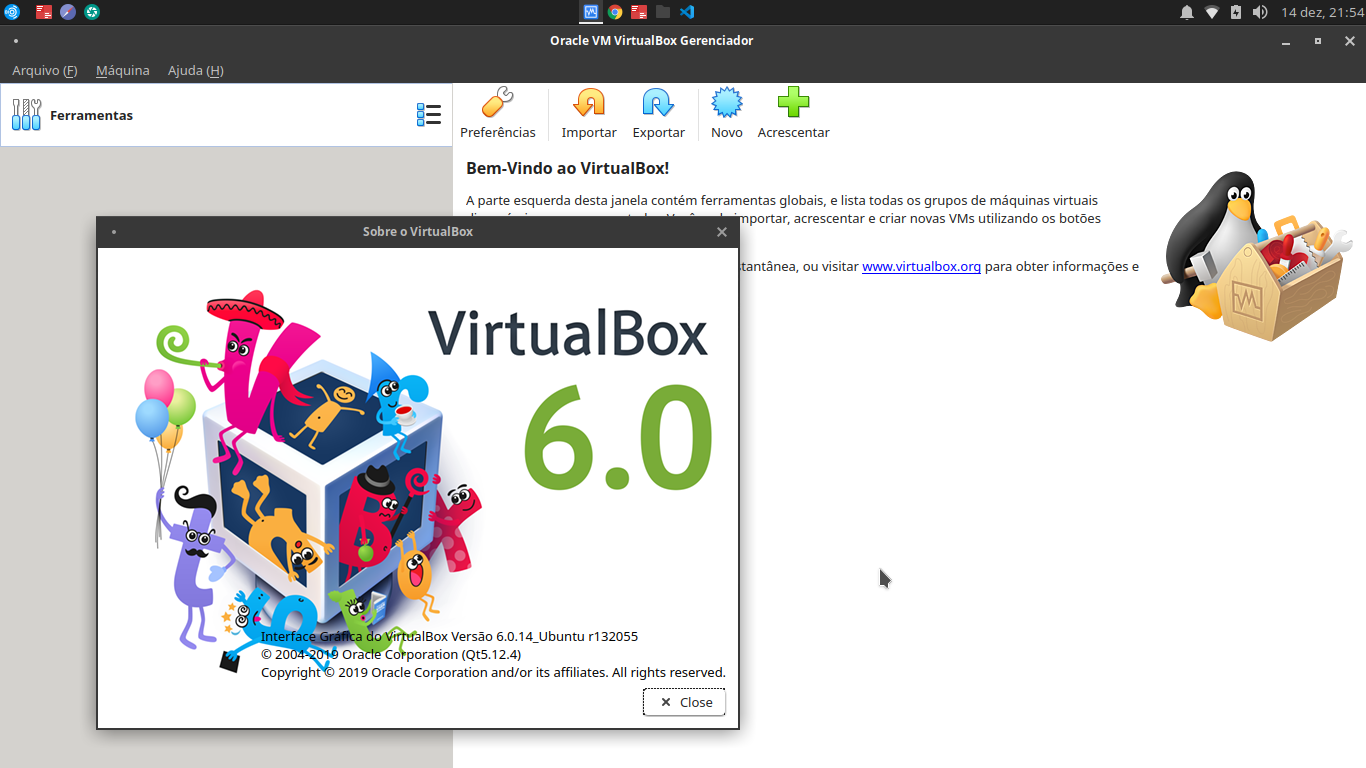 14 dez, 21:54
Oracle VM VirtualBox Gerenciador
Arquivo (F) Máquina Ajuda (H)
Ferramentas
Preferências Importar Exportar Novo Acrescentar
Bem-Vindo ao VirtualBox!
A parte esquerda desta janela contém ferramentas globais, e lista todas os grupos de máquinas virtuais
importar, acrescentar e criar novas VMs utilizando os botões
stantânea, ou visitar www.virtualbox.org para obter informações e
Sobre o VirtualBox
VirtualBox
6.0
Interface Gráfica do VirtualBox Versão 6.0.14_Ubuntu r132055
© 2004-2019 Oracle Corporation (Qt5.12.4)
Copyright © 2019 Oracle Corporation and/or its affiliates. All rights reserved.
Close